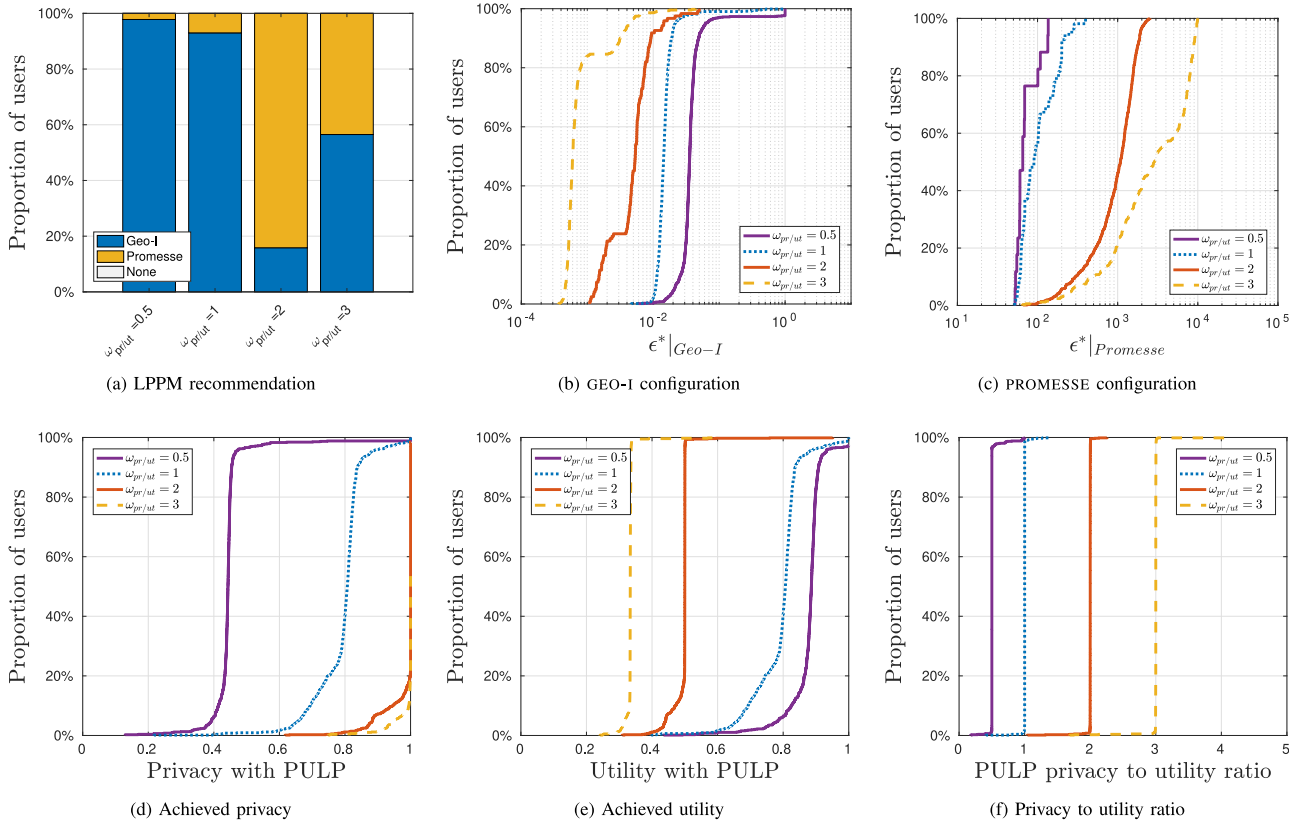 100%
80%
60%
40%
20%
0%
Proportion of users
Geo-I
Promesse
None
ω_pr/ut =0.5
ω_pr/ut =1
ω_pr/ut =2
ω_pr/ut =3
(a) LPPM recommendation
100%
80%
60%
40%
20%
0%
Proportion of users
ω_pr/ut = 0.5
ω_pr/ut = 1
ω_pr/ut = 2
ω_pr/ut = 3
10^-4
10^-2
10^0
ϵ*|_Geo−I
(b) GEO-I configuration
100%
80%
60%
40%
20%
0%
Proportion of users
ω_pr/ut = 0.5
ω_pr/ut = 1
ω_pr/ut = 2
ω_pr/ut = 3
10^1
10^2
10^3
10^4
10^5
ϵ*|_Promesse
(c) PROMESSE configuration
100%
80%
60%
40%
20%
0%
Proportion of users
ω_pr/ut = 0.5
ω_pr/ut = 1
ω_pr/ut = 2
ω_pr/ut = 3
0 0.2 0.4 0.6 0.8 1
Privacy with PULP
(d) Achieved privacy
100%
80%
60%
40%
20%
0%
Proportion of users
ω_pr/ut = 0.5
ω_pr/ut = 1
ω_pr/ut = 2
ω_pr/ut = 3
0 0.2 0.4 0.6 0.8 1
Utility with PULP
(e) Achieved utility
100%
80%
60%
40%
20%
0%
Proportion of users
ω_pr/ut = 0.5
ω_pr/ut = 1
ω_pr/ut = 2
ω_pr/ut = 3
0 1 2 3 4 5
PULP privacy to utility ratio
(f) Privacy to utility ratio